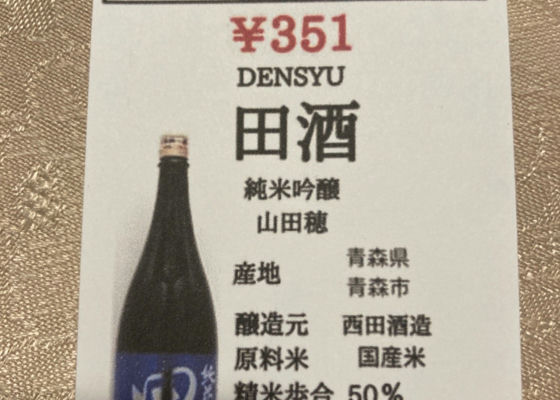 ¥351
DENSYU
田酒
純米吟醸
山田穂
産地 青森県
青森市
醸造元 西田酒造
原料米 国産米
精米歩合 50%